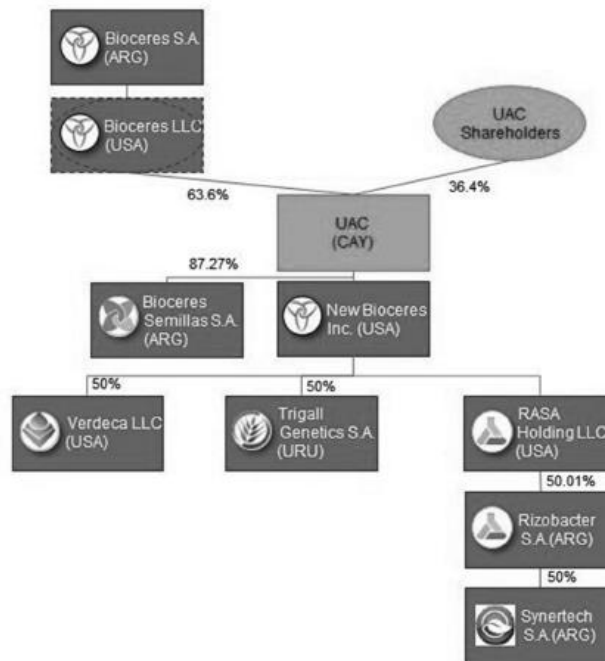 Bioceres S.A.
(ARG)
Bioceres LLC
(USA)
UAC
Shareholders
63.6%
36.4%
UAC
(CAY)
87.27%
Bioceres
Semillas S.A.
(ARG)
New Bioceres
Inc. (USA)
50%
50%
Verdeca LLC
(USA)
Trigall
Genetics S.A.
(URU)
RASA
Holding LLC
(USA)
50.01%
Rizobacter
S.A.(ARG)
50%
Synertech
S.A.(ARG)